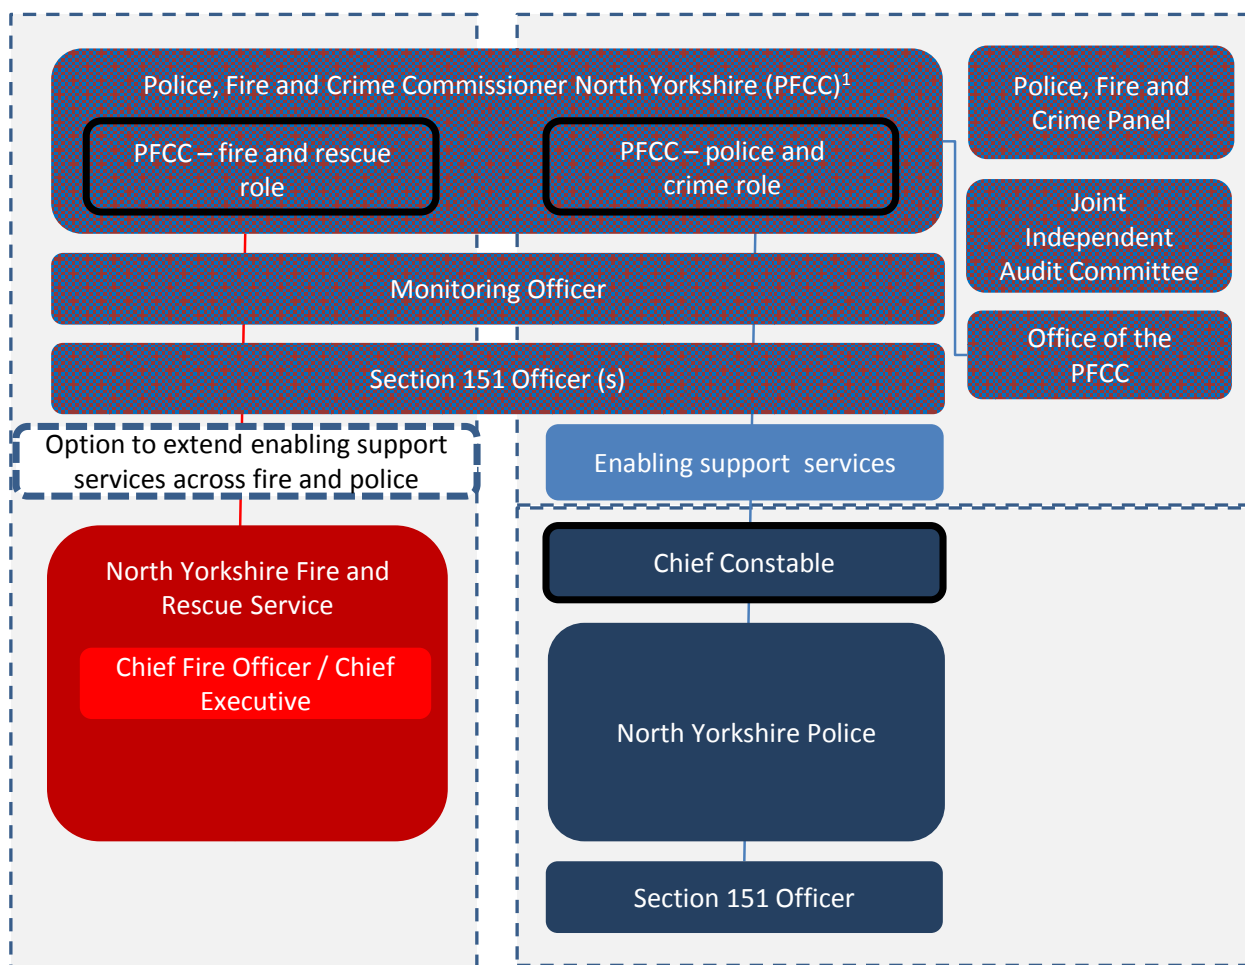 Police, Fire and Crime Commissioner North Yorkshire (PFCC)¹
PFCC – fire and rescue
role
PFCC – police and
crime role
Police, Fire and
Crime Panel
Joint
Independent
Audit Committee
Office of the
PFCC
Monitoring Officer
Section 151 Officer (s)
Option to extend enabling support
services across fire and police
Enabling support services
North Yorkshire Fire and
Rescue Service
Chief Fire Officer / Chief
Executive
Chief Constable
North Yorkshire Police
Section 151 Officer